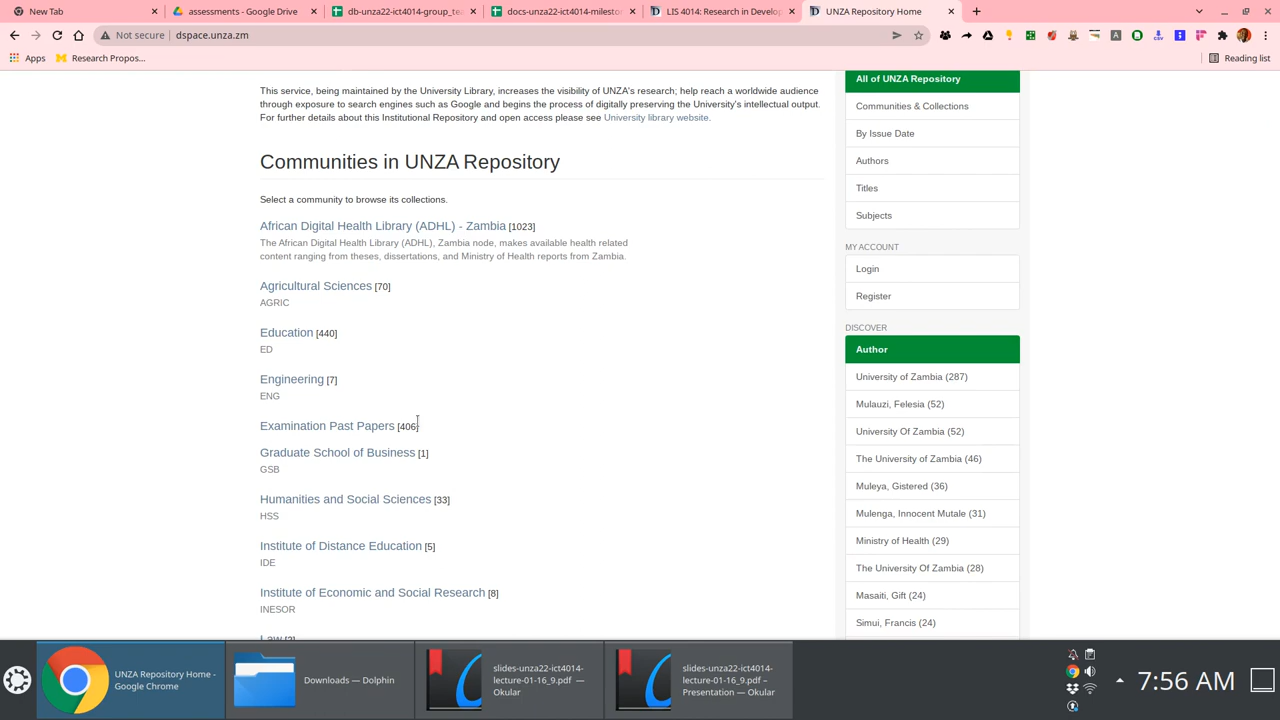 New Tab
assessments - Google Drive
db-unza22-ict4014-group_te
docs-unza22-ict4014-milesto
LIS 4014: Research in Develop
UNZA Repository Home
Not secure
dspace.unza.zm
Apps
Research Propos...
Reading list
This service, being maintained by the University Library, increases the visibility of UNZA's research; help reach a worldwide audience
through exposure to search engines such as Google and begins the process of digitally preserving the University's intellectual output.
For further details about this Institutional Repository and open access please see University library website.
Communities in UNZA Repository
Select a community to browse its collections.
African Digital Health Library (ADHL) - Zambia [1023]
The African Digital Health Library (ADHL), Zambia node, makes available health related
content ranging from theses, dissertations, and Ministry of Health reports from Zambia.
Agricultural Sciences [70]
AGRIC
Education [440]
ED
Engineering [7]
ENG
Examination Past Papers [406]
Graduate School of Business [1]
GSB
Humanities and Social Sciences [33]
HSS
Institute of Distance Education [5]
IDE
Institute of Economic and Social Research [8]
INESOR
Law [2]
All of UNZA Repository
Communities & Collections
By Issue Date
Authors
Titles
Subjects
MY ACCOUNT
Login
Register
DISCOVER
Author
University of Zambia (287)
Mulauzi, Felesia (52)
University Of Zambia (52)
The University of Zambia (46)
Muleya, Gistered (36)
Mulenga, Innocent Mutale (31)
Ministry of Health (29)
The University Of Zambia (28)
Masaiti, Gift (24)
Simui, Francis (24)
UNZA Repository Home -
Google Chrome
Downloads — Dolphin
slides-unza22-ict4014-
lecture-01-16_9.pdf —
Okular
slides-unza22-ict4014-
lecture-01-16_9.pdf –
Presentation — Okular
7:56 AM